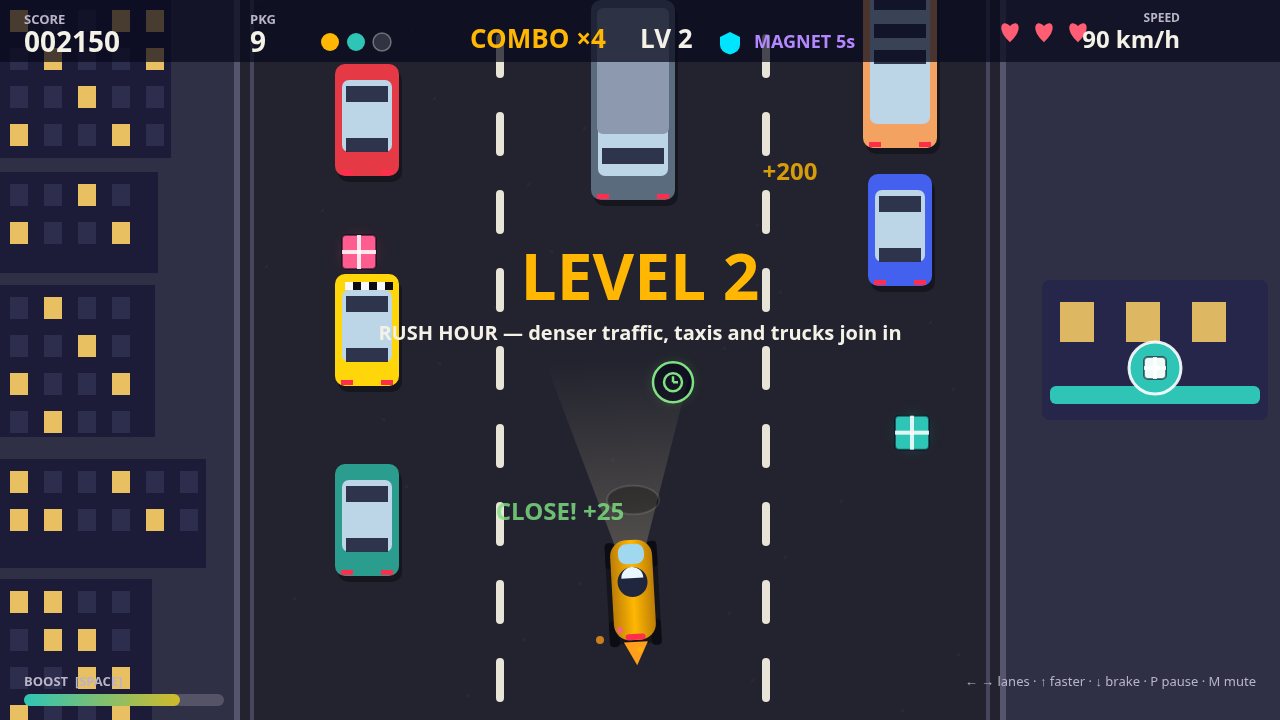 SCORE
002150
PKG
9
COMBO ×4
LV 2
MAGNET 5s
SPEED
90 km/h
+200
LEVEL 2
RUSH HOUR — denser traffic, taxis and trucks join in
CLOSE! +25
BOOST [SPACE]
← → lanes · ↑ faster · ↓ brake · P pause · M mute